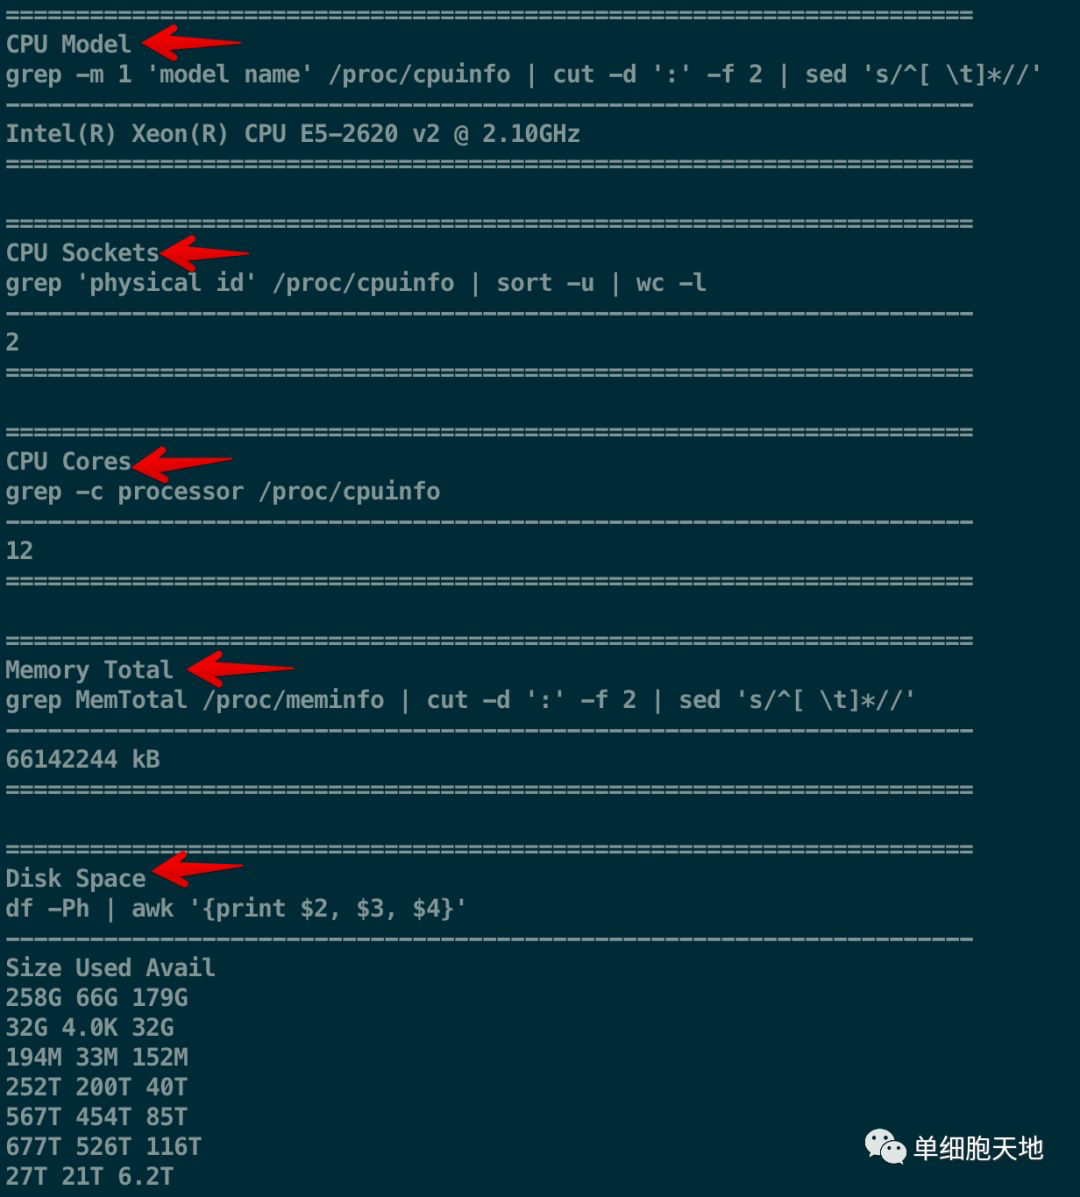 =====================================================================
CPU Model
grep -m 1 'model name' /proc/cpuinfo | cut -d ':' -f 2 | sed 's/^[ \t]*//'
---------------------------------------------------------------------
Intel(R) Xeon(R) CPU E5-2620 v2 @ 2.10GHz
=====================================================================
=====================================================================
CPU Sockets
grep 'physical id' /proc/cpuinfo | sort -u | wc -l
---------------------------------------------------------------------
2
=====================================================================
=====================================================================
CPU Cores
grep -c processor /proc/cpuinfo
---------------------------------------------------------------------
12
=====================================================================
=====================================================================
Memory Total
grep MemTotal /proc/meminfo | cut -d ':' -f 2 | sed 's/^[ \t]*//'
---------------------------------------------------------------------
66142244 kB
=====================================================================
=====================================================================
Disk Space
df -Ph | awk '{print $2, $3, $4}'
---------------------------------------------------------------------
Size Used Avail
258G 66G 179G
32G 4.0K 32G
194M 33M 152M
252T 200T 40T
567T 454T 85T
677T 526T 116T
27T 21T 6.2T
单细胞天地